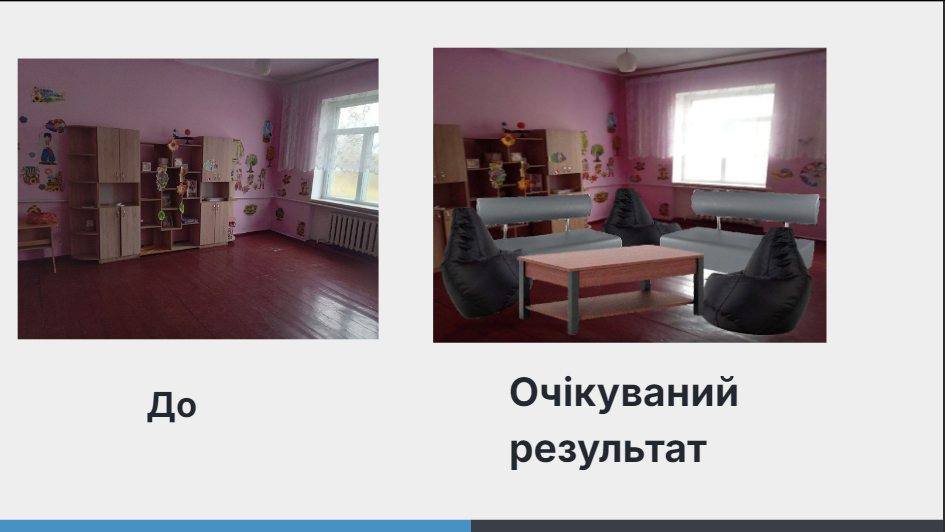 До
Очікуваний
результат